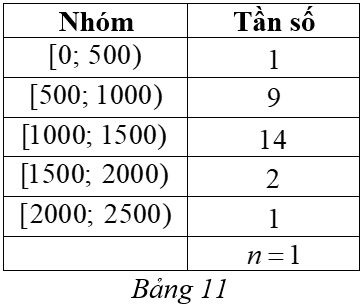 Nhóm Tần số
[0; 500) 1
[500; 1000) 9
[1000; 1500) 14
[1500; 2000) 2
[2000; 2500) 1
n = 1
Bảng 11